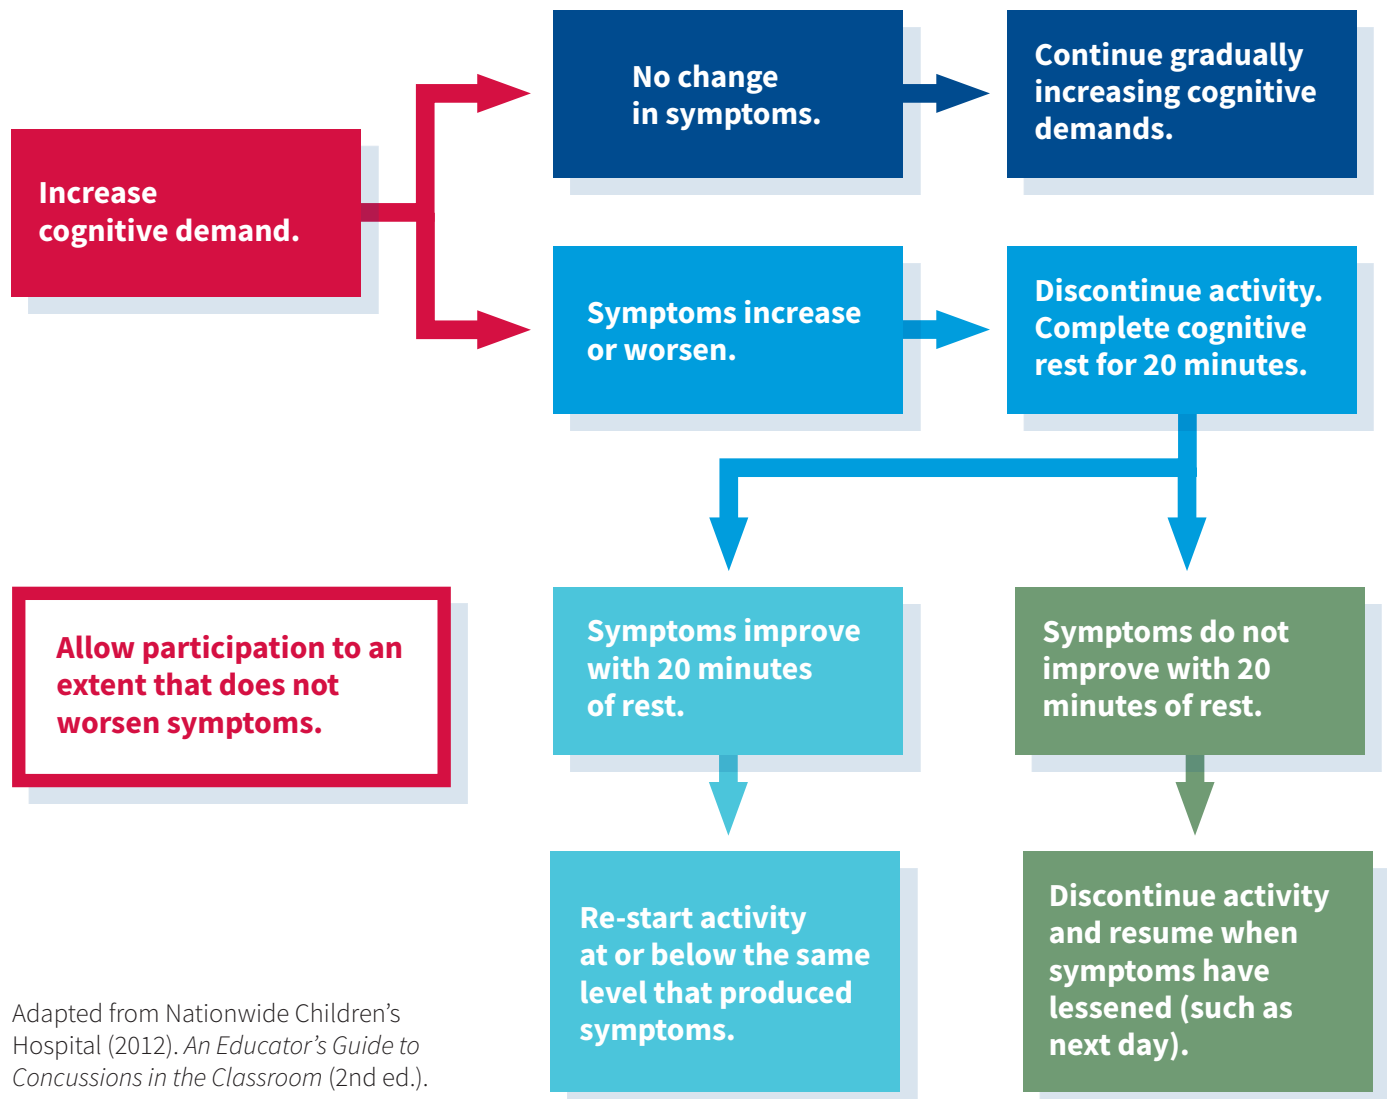 Increase
cognitive demand.
No change
in symptoms.
Continue gradually
increasing cognitive
demands.
Symptoms increase
or worsen.
Discontinue activity.
Complete cognitive
rest for 20 minutes.
Allow participation to an
extent that does not
worsen symptoms.
Symptoms improve
with 20 minutes
of rest.
Symptoms do not
improve with 20
minutes of rest.
Re-start activity
at or below the same
level that produced
symptoms.
Discontinue activity
and resume when
symptoms have
lessened (such as
next day).
Adapted from Nationwide Children’s
Hospital (2012). An Educator’s Guide to
Concussions in the Classroom (2nd ed.).